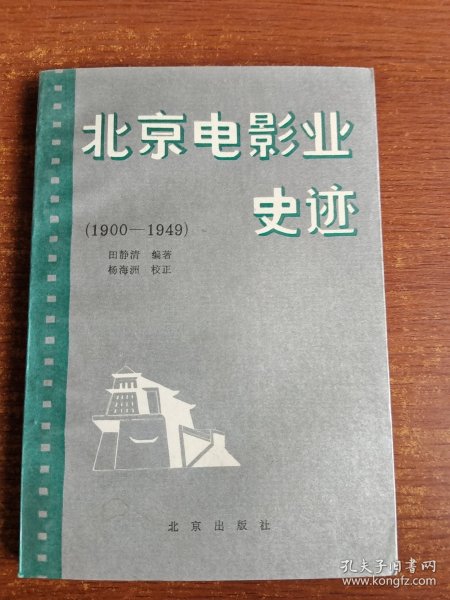 北京电影业
史迹
(1900—1949)
田静清 编著
杨海洲 校正
北京出版社
孔夫子旧书网
www.kongfz.com